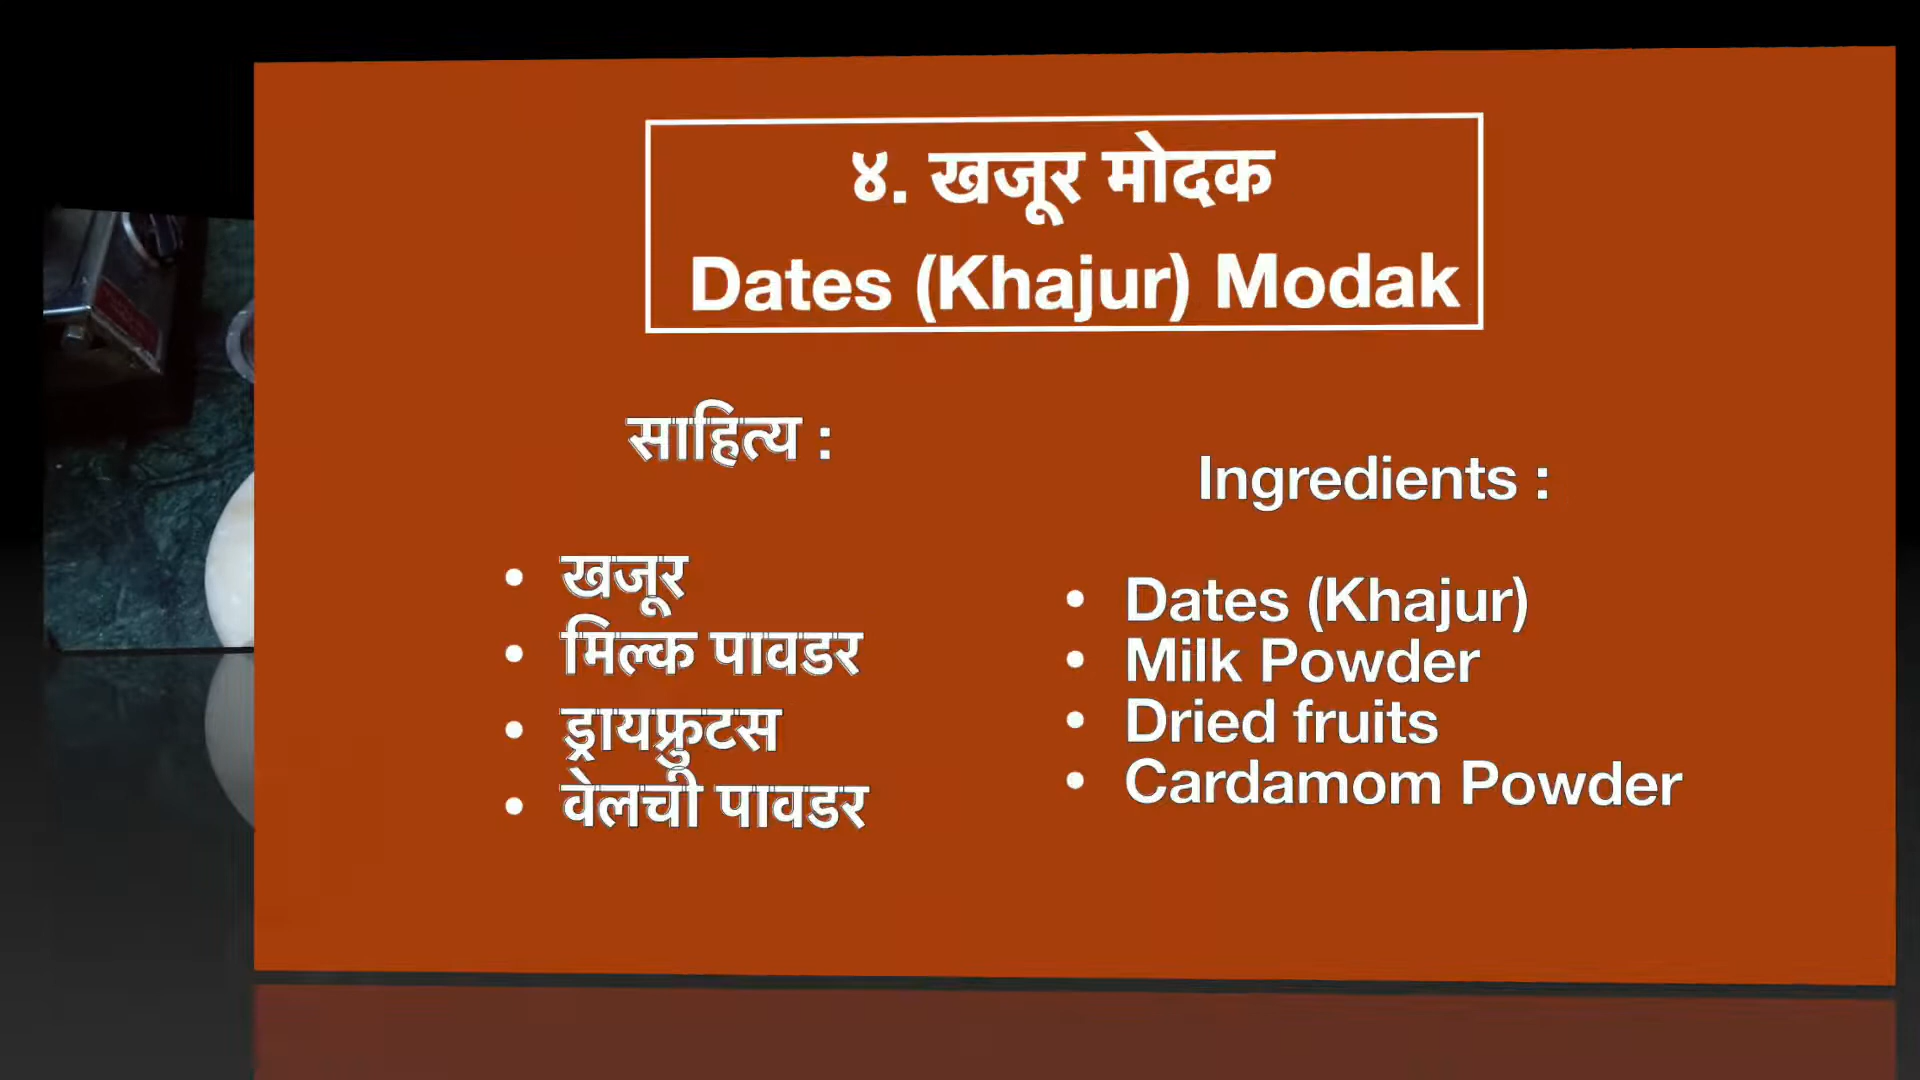 ४. खजूर मोदक
Dates (Khajur) Modak
साहित्य :
• खजूर
• मिल्क पावडर
• ड्रायफ्रुटस
• वेलची पावडर
Ingredients :
• Dates (Khajur)
• Milk Powder
• Dried fruits
• Cardamom Powder